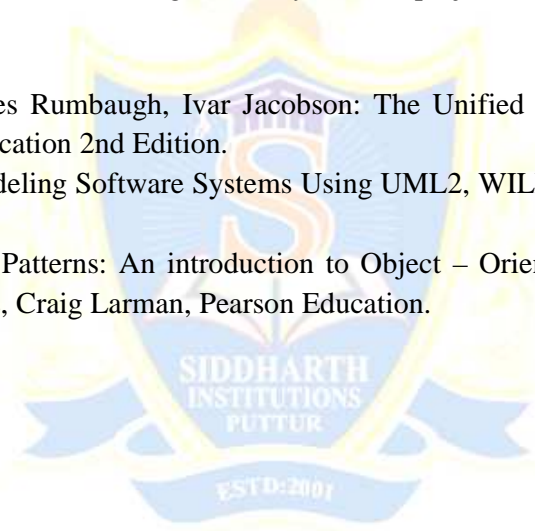 es Rumbaugh, Ivar Jacobson: The Unified
cation 2nd Edition.
deling Software Systems Using UML2, WIL
Patterns: An introduction to Object – Orien
, Craig Larman, Pearson Education.
SIDDHARTH
INSTITUTIONS
PUTTUR
ESTD:2001